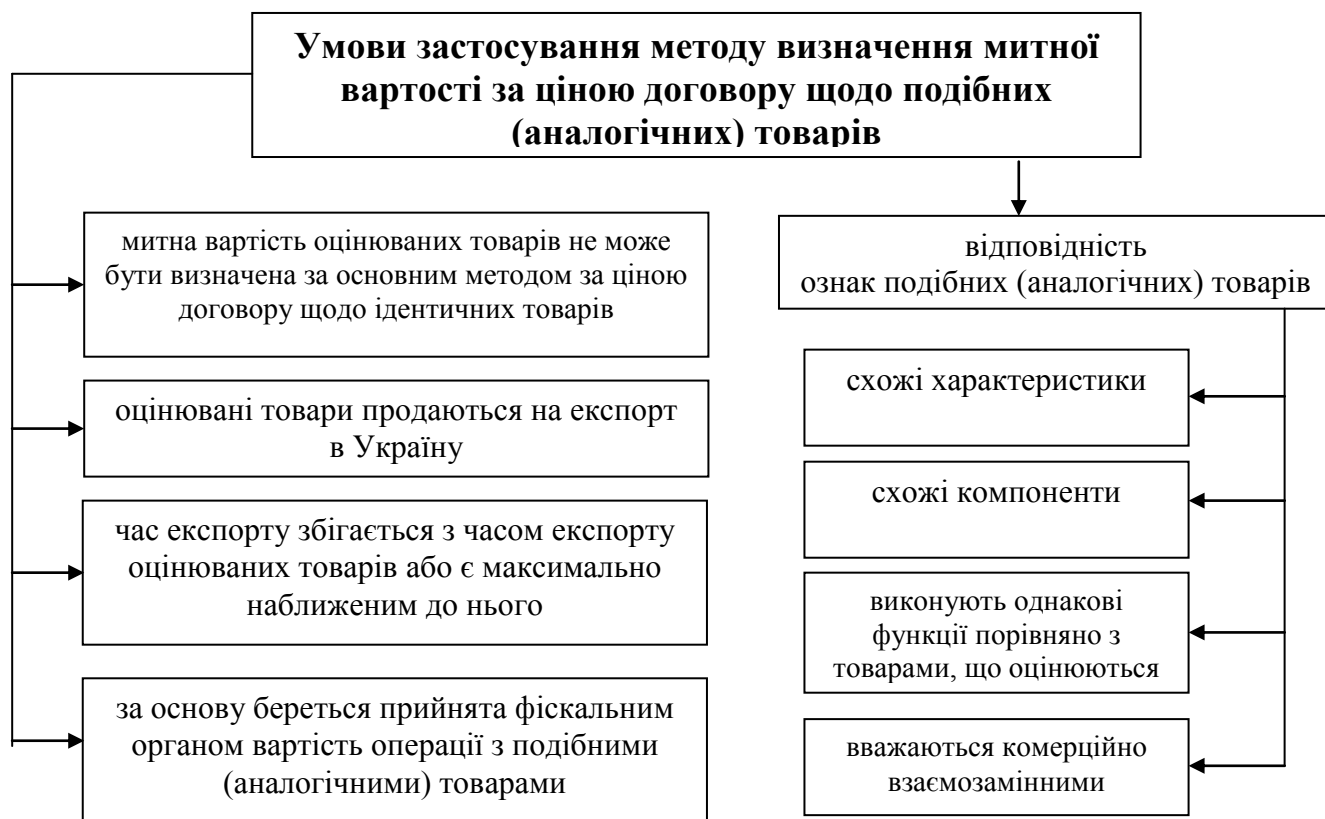 Умови застосування методу визначення митної
вартості за ціною договору щодо подібних
(аналогічних) товарів
митна вартість оцінюваних товарів не може
бути визначена за основним методом за ціною
договору щодо ідентичних товарів
оцінювані товари продаються на експорт
в Україну
час експорту збігається з часом експорту
оцінюваних товарів або є максимально
наближеним до нього
за основу береться прийнята фіскальним
органом вартість операції з подібними
(аналогічними) товарами
відповідність
ознак подібних (аналогічних) товарів
схожі характеристики
схожі компоненти
виконують однакові
функції порівняно з
товарами, що оцінюються
вважаються комерційно
взаємозамінними